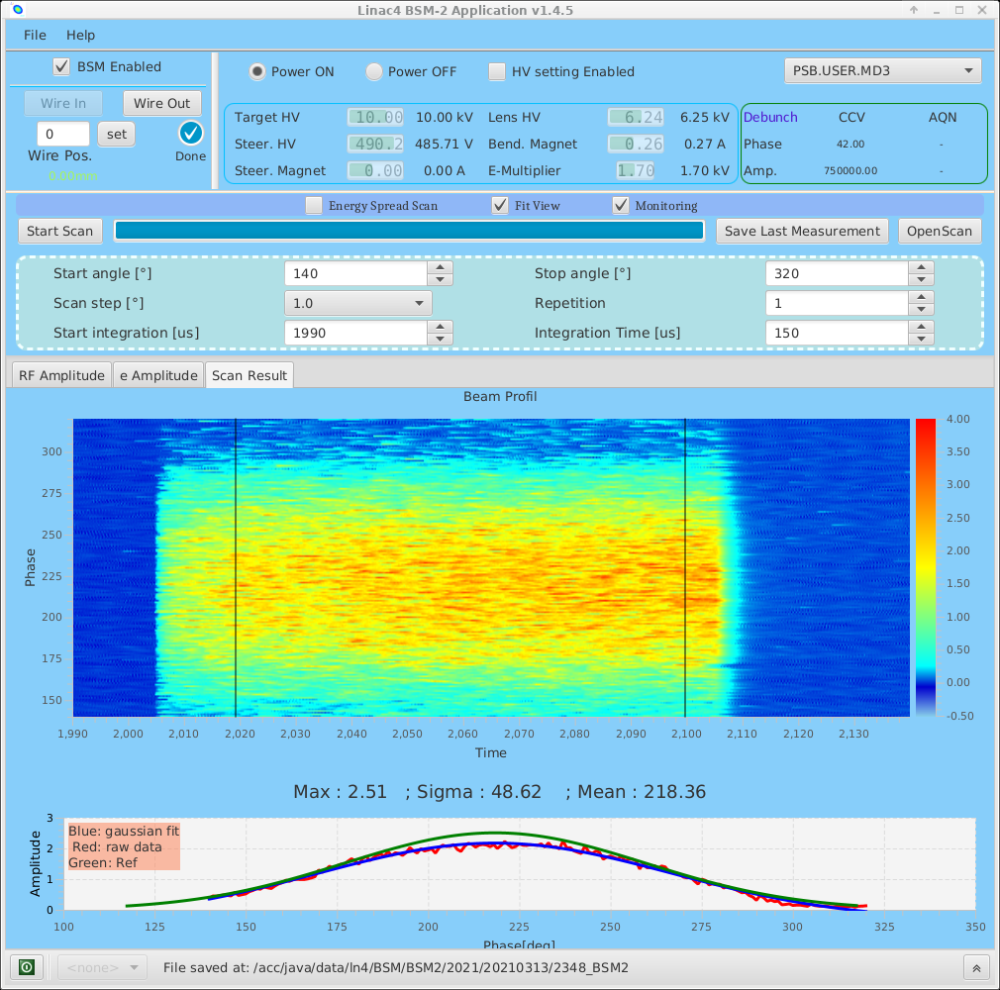 Linac4 BSM-2 Application v1.4.5
File Help
BSM Enabled
Wire In Wire Out
0 set
Wire Pos. Done
0.00mm
Power ON Power OFF HV setting Enabled PSB.USER.MD3
Target HV 10.00 10.00 kV Lens HV 6.24 6.25 kV
Steer. HV 490.2 485.71 V Bend. Magnet 0.26 0.27 A
Steer. Magnet 0.00 0.00 A E-Multiplier 1.70 1.70 kV
Debunch CCV AQN
Phase 42.00 -
Amp. 750000.00 -
Energy Spread Scan Fit View Monitoring
Start Scan Save Last Measurement OpenScan
Start angle [°] 140 Stop angle [°] 320
Scan step [°] 1.0 Repetition 1
Start integration [us] 1990 Integration Time [us] 150
RF Amplitude e Amplitude Scan Result
Beam Profil
Phase
300
275
250
225
200
175
150
4.00
3.50
3.00
2.50
2.00
1.50
1.00
0.50
0.00
-0.50
1,990 2,000 2,010 2,020 2,030 2,040 2,050 2,060 2,070 2,080 2,090 2,100 2,110 2,120 2,130
Time
Max : 2.51 ; Sigma : 48.62 ; Mean : 218.36
Amplitude
3
2
1
0
Blue: gaussian fit
Red: raw data
Green: Ref
100 125 150 175 200 225 250 275 300 325 350
Phase[deg]
<none> File saved at: /acc/java/data/ln4/BSM/BSM2/2021/20210313/2348_BSM2